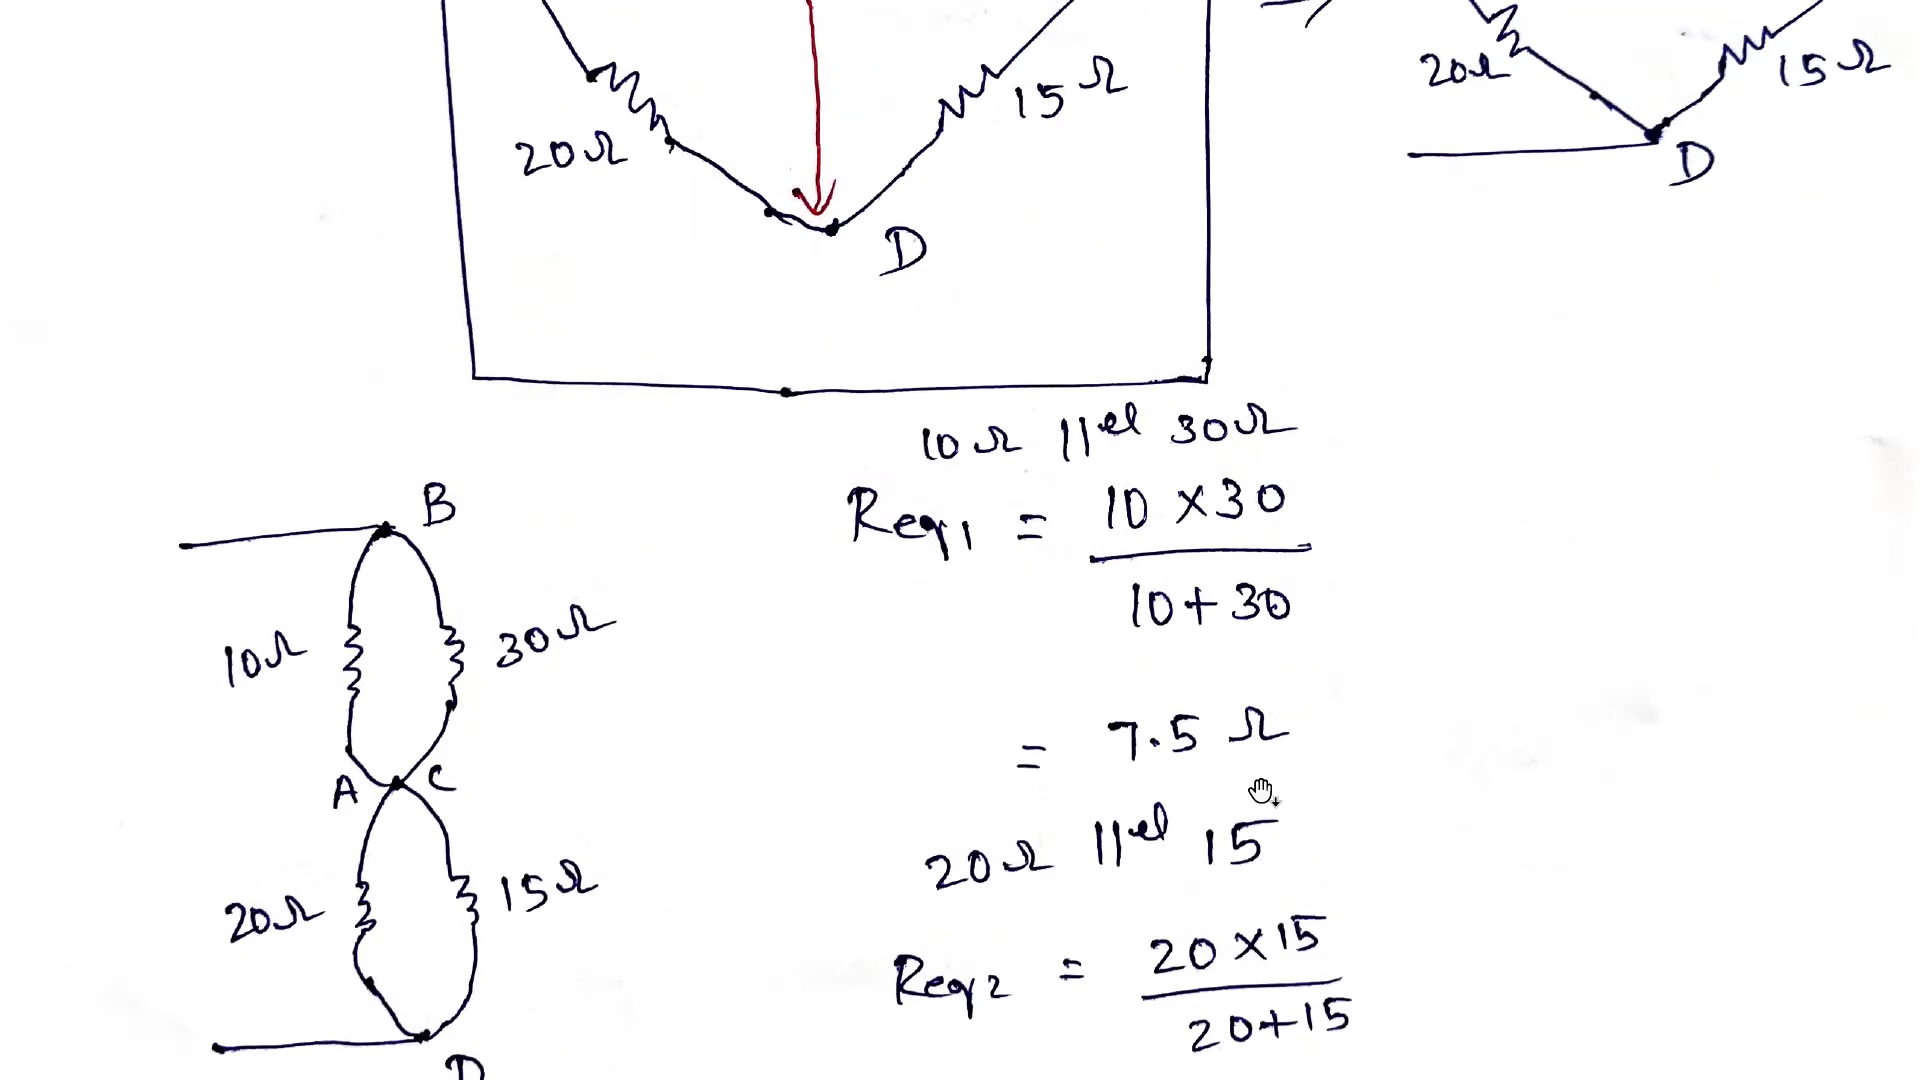 20Ω 15Ω
D
20Ω 15Ω
D
10Ω ||el 30Ω
Req1 = 10 × 30
10 + 30
= 7.5 Ω
20Ω ||el 15
Req2 = 20 × 15
20+15
B
10Ω 30Ω
A C
20Ω 15Ω
D